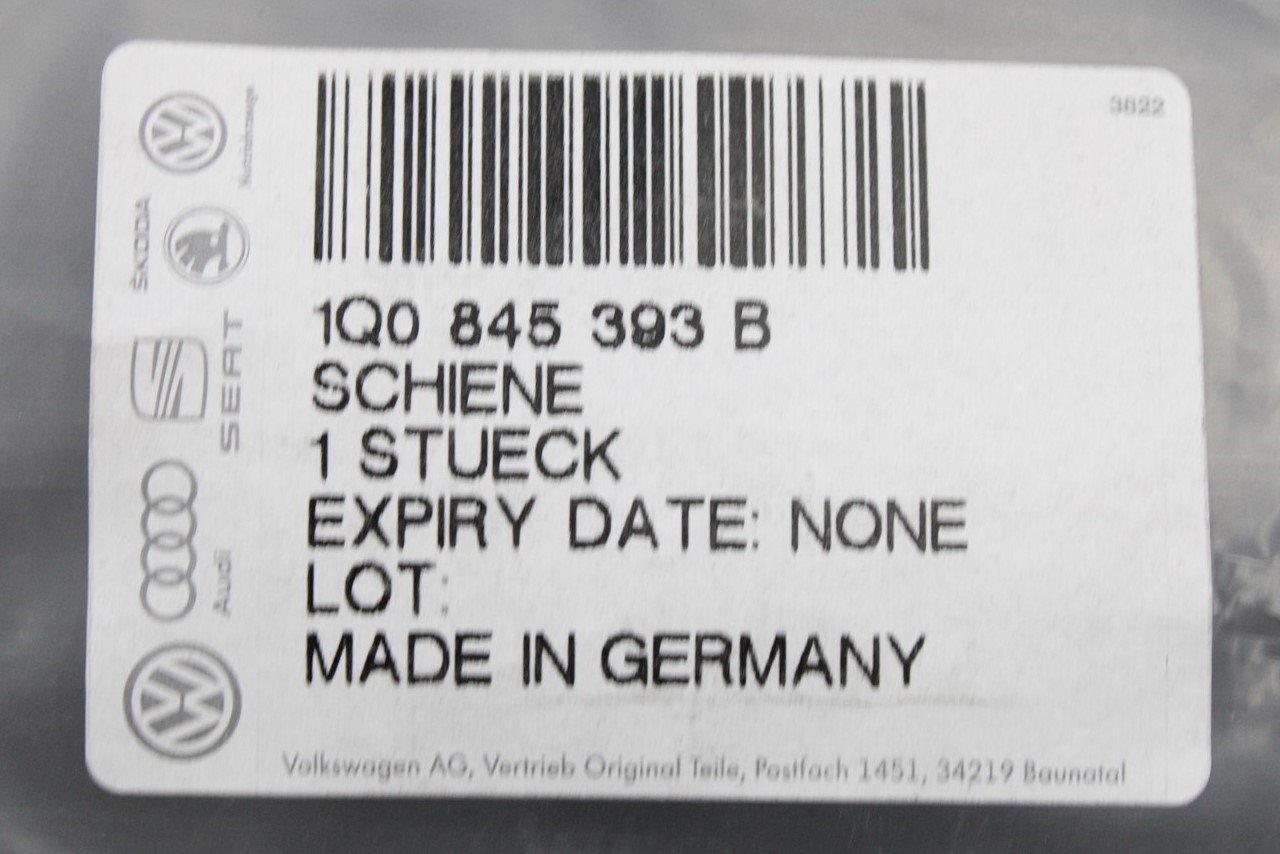 3822
1Q0 845 393 B
SCHIENE
1 STUECK
EXPIRY DATE: NONE
LOT:
MADE IN GERMANY
Volkswagen AG, Vertrieb Original Teile, Postfach 1451, 34219 Baunatal
Nutzfahrzeuge
ŠKODA
SEAT
Audi